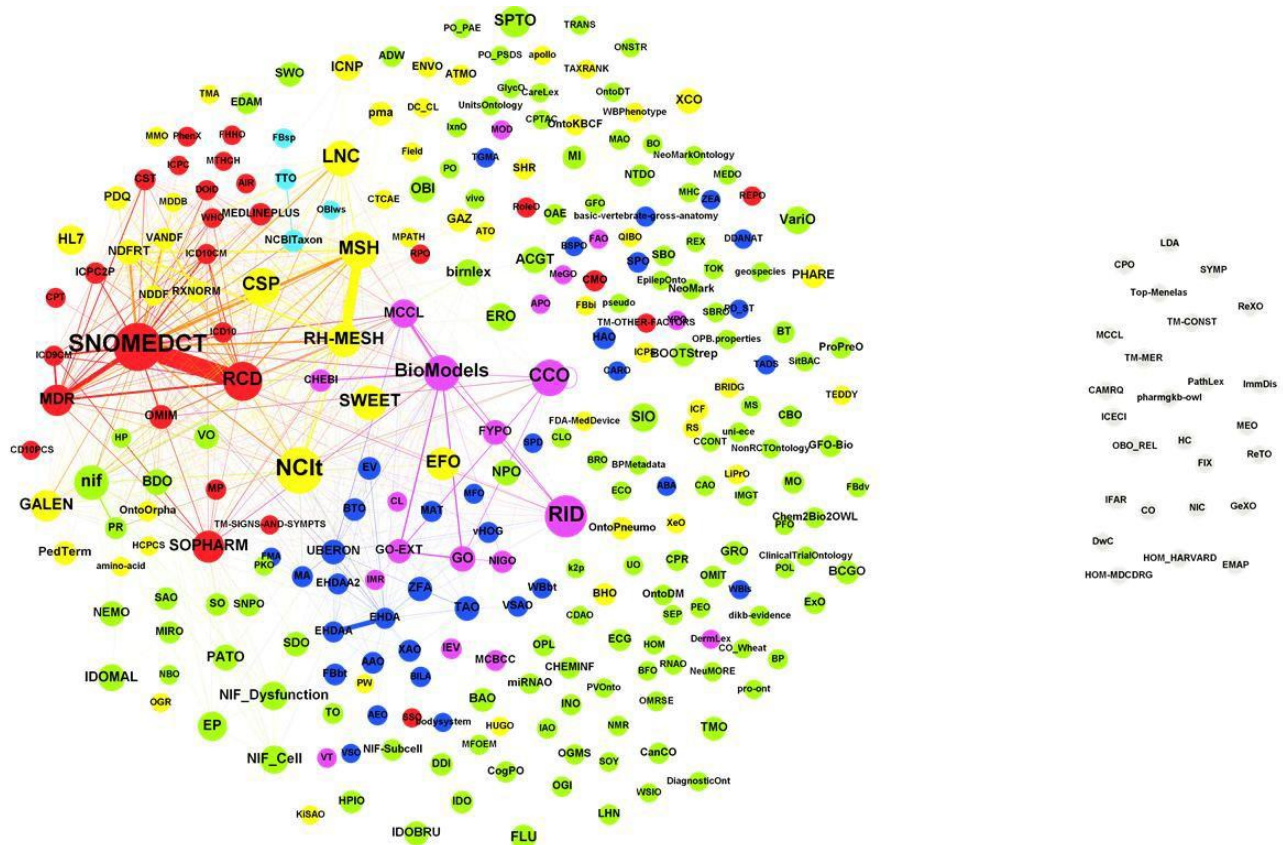 SPTO
TRANS
PO_PAE
ONSTR
PO_PSDS
apollo
ADW
ICNP
ENVO
ATMO
TAXRANK
SWO
GlycO
CareLex
OntoDT
TMA
EDAM
DC_CL
UnitsOntology
WBPhenotype
XCO
pma
CPTAC
OntoKBCF
MMO
PhenX
FHHO
FBsp
IxnO
MOD
MAO
BO
Field
NeoMarkOntology
LNC
TGMA
MI
ICPC
MTHCH
PO
SHR
NTDO
MEDO
CST
DOID
AIR
TTO
OBI
MHC
PDQ
MDDB
CTCAE
vivo
GFO
ZEA
REPO
WHO
MEDLINEPLUS
OBIws
RoleO
OAE
basic-vertebrate-gross-anatomy
VariO
GAZ
ATO
HL7
VANDF
NCBITaxon
MPATH
FAO
QIBO
NDFRT
ICD10CM
MSH
RPO
BSPO
SPO
SBO
REX
DDANAT
LDA
ICPC2P
ACGT
MeGO
EpilepOnto
TOK
geospecies
CPO
SYMP
NDDF
RXNORM
CSP
birnlex
CMO
NeoMark
PHARE
Top-Menelas
CPT
APO
FBbi
pseudo
SBRO
PD_ST
ReXO
MCCL
ERO
TM-OTHER-FACTORS
TM-CONST
SNOMEDCT
ICD10
RH-MESH
HAO
OPB.properties
BT
MCCL
ICD9CM
ICPS
BOOTStrep
SitBAC
ProPreO
TM-MER
RCD
CHEBI
BioModels
CCO
CARO
TADS
MDR
BRIDG
TEDDY
CAMRQ
PathLex
ImmDis
pharmgkb-owl
SWEET
ICF
MS
CBO
OMIM
FDA-MedDevice
SIO
RS
uni-ece
ICECI
HP
VO
FYPO
CLO
CCONT
NonRCTOntology
GFO-Bio
MEO
CD10PCS
SPD
OBO_REL
HC
ReTO
NCIt
EV
EFO
NPO
BRO
BPMetadata
LiPrO
FIX
nif
BDO
MP
ECO
ABA
CAO
IMGT
MO
FBdv
OntoOrpha
CL
MFO
IFAR
NIC
GeXO
GALEN
BTO
MAT
RID
XeO
Chem2Bio2OWL
CO
PR
TM-SIGNS-AND-SYMPTS
OntoPneumo
PFO
PedTerm
HCPCS
SOPHARM
UBERON
GO-EXT
vHOG
DwC
GRO
ClinicalTrialOntology
HOM_HARVARD
amino-acid
FMA
PKO
GO
NIGO
k2p
UO
CPR
POL
BCGO
EMAP
MA
EHDAA2
IMR
ZFA
WBbt
OMIT
HOM-MDCDRG
SAO
SO
SNPO
VSAO
BHO
OntoDM
WBls
ExO
NEMO
TAO
CDAO
SEP
PEO
dikb-evidence
MIRO
EHDAA
EHDA
ECG
DermLex
SDO
XAO
IEV
OPL
HOM
CO_Wheat
PATO
AAO
MCBCC
CHEMINF
RNAO
BP
IDOMAL
NBO
FBbt
BILA
miRNAO
BFO
NeuMORE
PW
PVOnto
pro-ont
NIF_Dysfunction
BAO
INO
OMRSE
OGR
TO
AEO
SSO
bodysystem
HUGO
IAO
NMR
TMO
EP
MFOEM
VT
VSO
NIF-Subcell
NIF_Cell
DDI
CogPO
OGMS
SOY
CanCO
OGI
DiagnosticOnt
HPIO
IDO
WSIO
KiSAO
LHN
IDOBRU
FLU